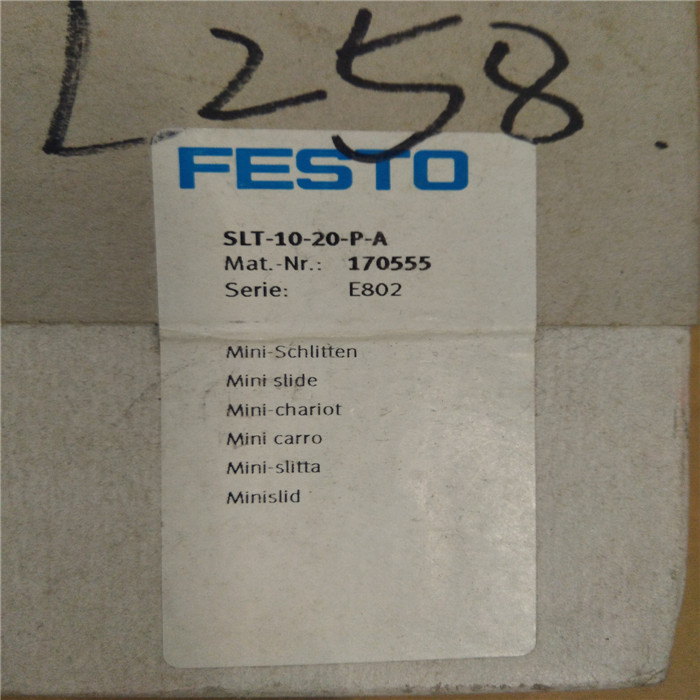 L258.
FESTO
SLT-10-20-P-A
Mat.-Nr.: 170555
Serie: E802
Mini-Schlitten
Mini slide
Mini-chariot
Mini carro
Mini-slitta
Minislid